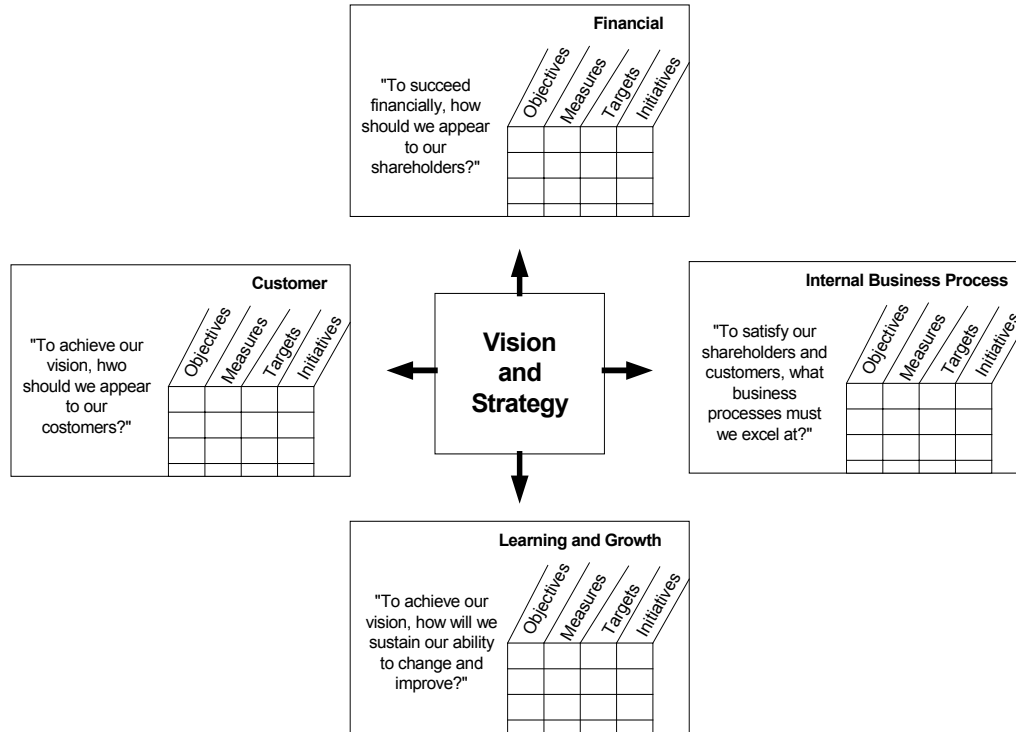 Financial
Objectives
Measures
Targets
Initiatives
"To succeed
financially, how
should we appear
to our
shareholders?"
Customer
Objectives
Measures
Targets
Initiatives
"To achieve our
vision, hwo
should we appear
to our
costomers?"
Vision
and
Strategy
Internal Business Process
Objectives
Measures
Targets
Initiatives
"To satisfy our
shareholders and
customers, what
business
processes must
we excel at?"
Learning and Growth
Objectives
Measures
Targets
Initiatives
"To achieve our
vision, how will we
sustain our ability
to change and
improve?"